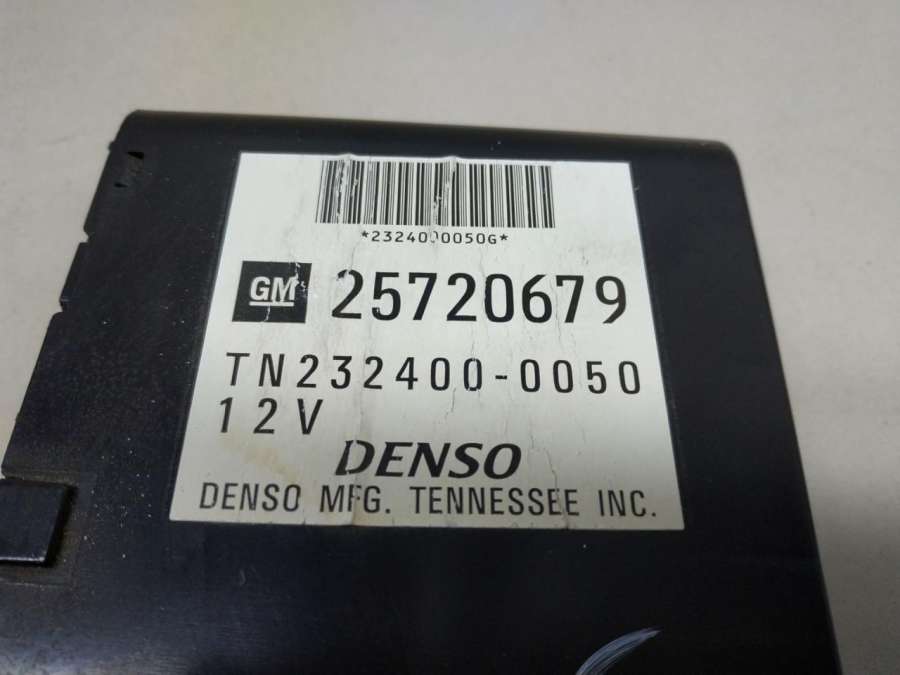 *2324000050G*
GM 25720679
TN232400-0050
12V
DENSO
DENSO MFG. TENNESSEE INC.